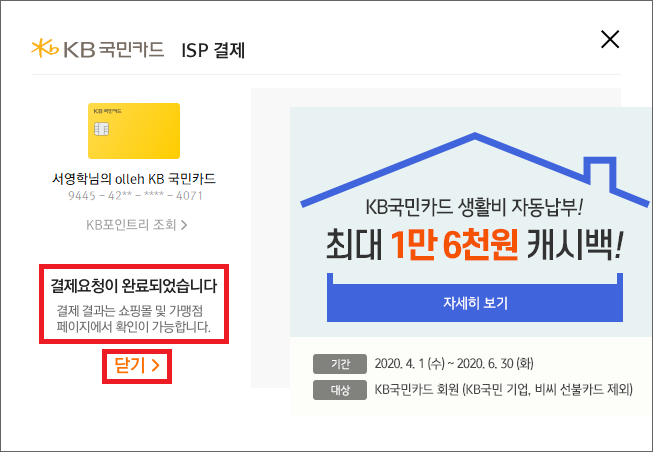 KB 국민카드 ISP 결제
KB 국민카드
서영학님의 olleh KB 국민카드
9445 - 42** - **** - 4071
KB포인트리 조회 >
결제요청이 완료되었습니다
결제 결과는 쇼핑몰 및 가맹점
페이지에서 확인이 가능합니다.
닫기 >
KB국민카드 생활비 자동납부!
최대 1만 6천원 캐시백!
자세히 보기
기간 2020. 4. 1 (수) ~ 2020. 6. 30 (화)
대상 KB국민카드 회원 (KB국민 기업, 비씨 선불카드 제외)